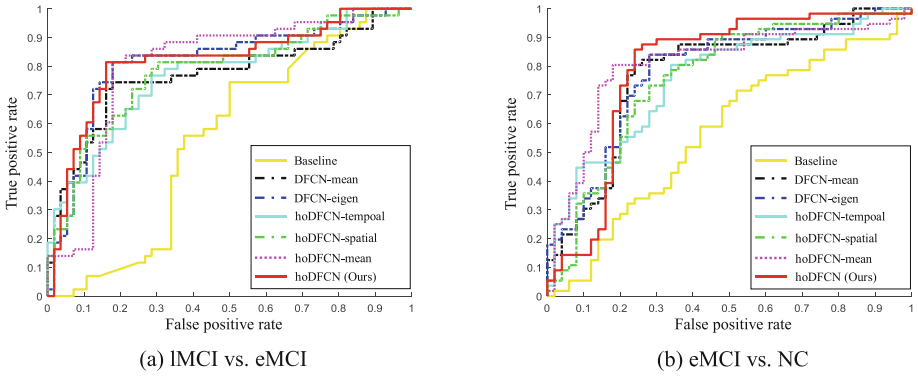 True positive rate
1
0.9
0.8
0.7
0.6
0.5
0.4
0.3
0.2
0.1
0
0 0.1 0.2 0.3 0.4 0.5 0.6 0.7 0.8 0.9 1
False positive rate
Baseline
DFCN-mean
DFCN-eigen
hoDFCN-tempoal
hoDFCN-spatial
hoDFCN-mean
hoDFCN (Ours)
(a) lMCI vs. eMCI
True positive rate
1
0.9
0.8
0.7
0.6
0.5
0.4
0.3
0.2
0.1
0
0 0.1 0.2 0.3 0.4 0.5 0.6 0.7 0.8 0.9 1
False positive rate
Baseline
DFCN-mean
DFCN-eigen
hoDFCN-tempoal
hoDFCN-spatial
hoDFCN-mean
hoDFCN (Ours)
(b) eMCI vs. NC